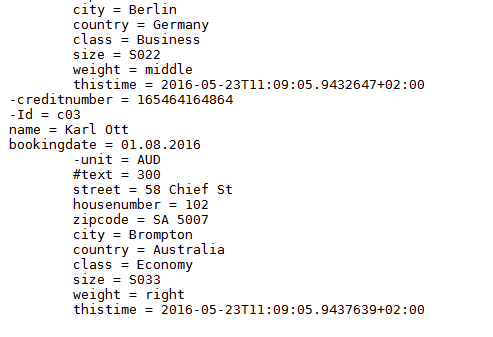 city = Berlin
country = Germany
class = Business
size = S022
weight = middle
thistime = 2016-05-23T11:09:05.9432647+02:00
-creditnumber = 165464164864
-Id = c03
name = Karl Ott
bookingdate = 01.08.2016
-unit = AUD
#text = 300
street = 58 Chief St
housenumber = 102
zipcode = SA 5007
city = Brompton
country = Australia
class = Economy
size = S033
weight = right
thistime = 2016-05-23T11:09:05.9437639+02:00